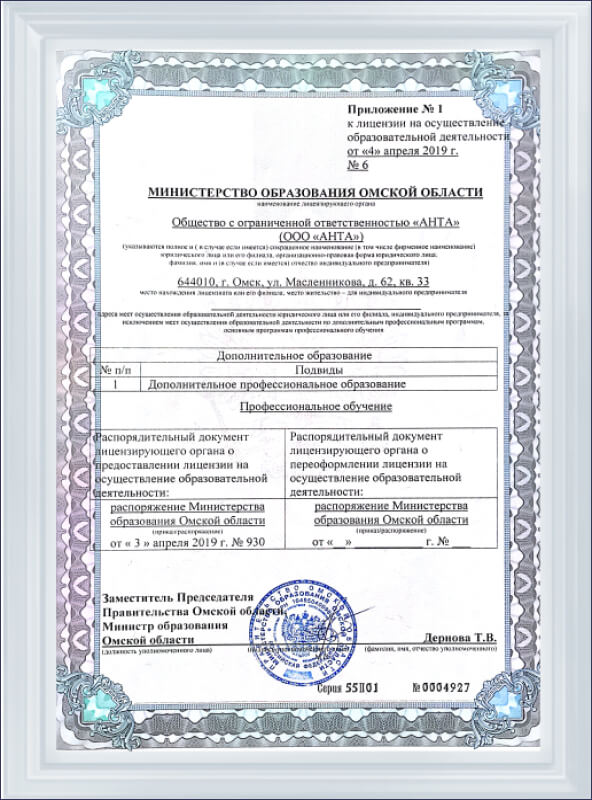 Приложение № 1
к лицензии на осуществление
образовательной деятельности
от «4» апреля 2019 г.
№ 6
МИНИСТЕРСТВО ОБРАЗОВАНИЯ ОМСКОЙ ОБЛАСТИ
наименование лицензирующего органа
Общество с ограниченной ответственностью «АНТА»
(ООО «АНТА»)
(указываются полное и ( в случае если имеется) сокращенное наименование (в том числе фирменное наименование)
юридического лица или его филиала, организационно-правовая форма юридического лица,
фамилия, имя и (в случае если имеется) отчество индивидуального предпринимателя)
644010, г. Омск, ул. Масленникова, д. 62, кв. 33
место нахождения лицензиата или его филиала, место жительство – для индивидуального предпринимателя
адреса мест осуществления образовательной деятельности юридического лица или его филиала, индивидуального предпринимателя, за
исключением мест осуществления образовательной деятельности по дополнительным профессиональным программам,
основным программам профессионального обучения
Дополнительное образование
№ п/п Подвиды
1 Дополнительное профессиональное образование
Профессиональное обучение
Распорядительный документ
лицензирующего органа о
предоставлении лицензии на
осуществление образовательной
деятельности:
распоряжение Министерства
образования Омской области
(приказ/распоряжение)
от « 3 » апреля 2019 г. № 930
Распорядительный документ
лицензирующего органа о
переоформлении лицензии на
осуществление образовательной
деятельности:
распоряжение Министерства
образования Омской области
(приказ/распоряжение)
от «__» ____________ г. № ___
Заместитель Председателя
Правительства Омской области,
Министр образования
Омской области
Дернова Т.В.
(должность уполномоченного лица)
(фамилия, имя, отчество уполномоченного)
Серия 55П01 №0004927